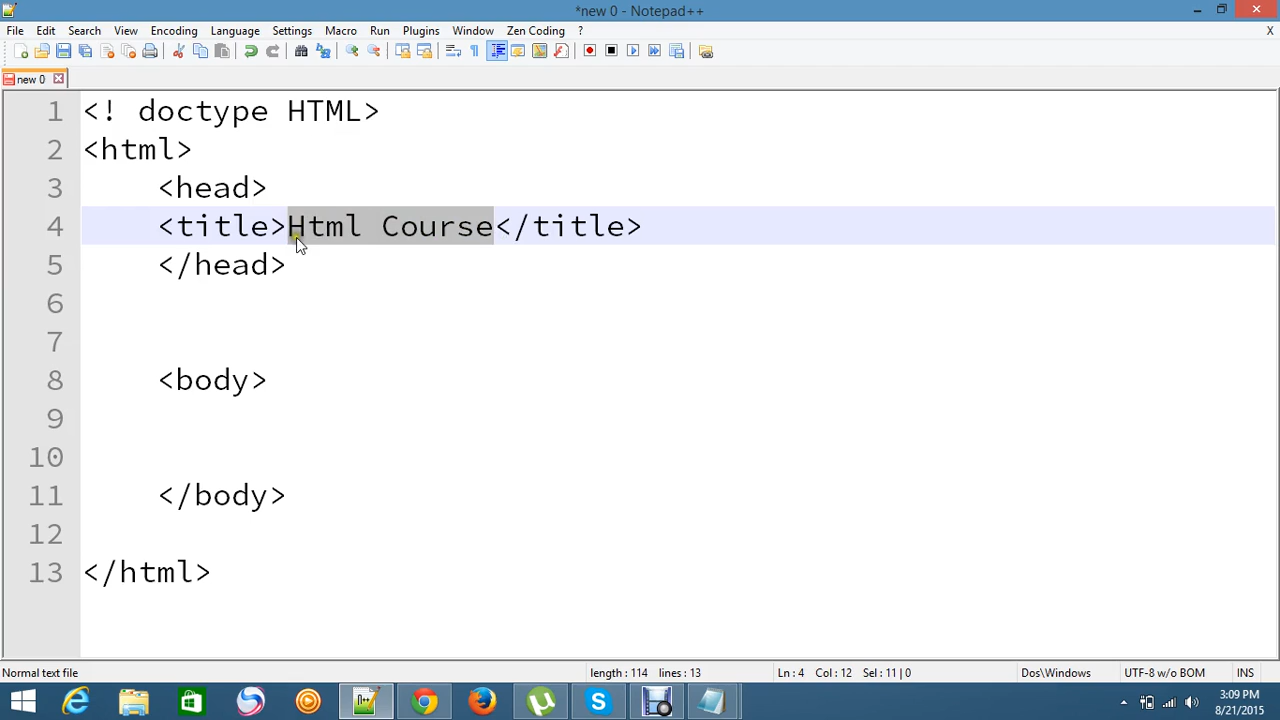 *new 0 - Notepad++
File Edit Search View Encoding Language Settings Macro Run Plugins Window Zen Coding ? X
new 0
1 <! doctype HTML>
2 <html>
3 <head>
4 <title>Html Course</title>
5 </head>
6
7
8 <body>
9
10
11 </body>
12
13 </html>
Normal text file length : 114 lines : 13 Ln : 4 Col : 12 Sel : 11 | 0 Dos\Windows UTF-8 w/o BOM INS
3:09 PM
8/21/2015